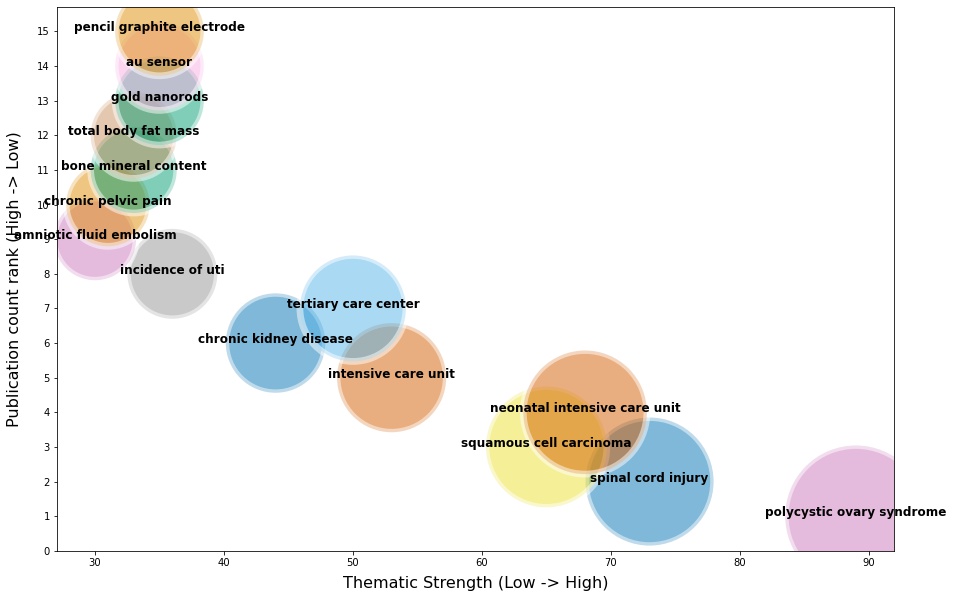 15
pencil graphite electrode
14
au sensor
13
gold nanorods
12
total body fat mass
11
bone mineral content
10
chronic pelvic pain
9
amniotic fluid embolism
8
incidence of uti
7
tertiary care center
6
chronic kidney disease
5
intensive care unit
4
neonatal intensive care unit
3
squamous cell carcinoma
2
spinal cord injury
1
polycystic ovary syndrome
0
30 40 50 60 70 80 90
Thematic Strength (Low -> High)
Publication count rank (High -> Low)